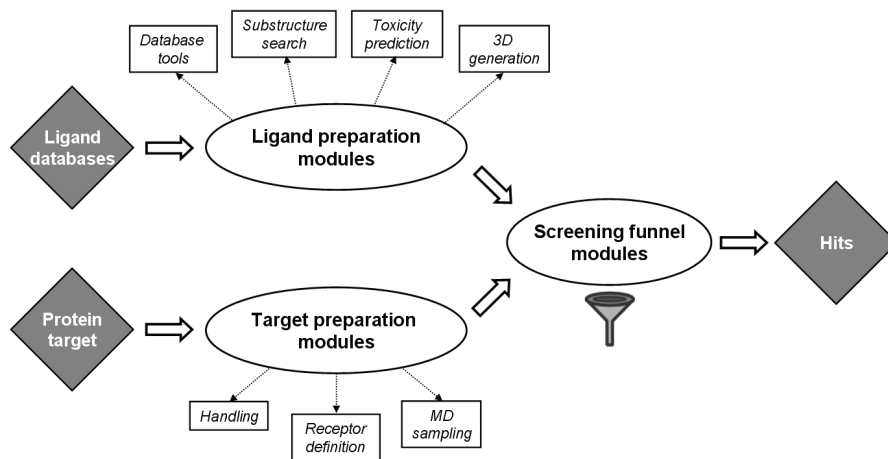 Database
tools
Substructure
search
Toxicity
prediction
3D
generation
Ligand
databases
Ligand preparation
modules
Screening funnel
modules
Hits
Protein
target
Target preparation
modules
Handling
Receptor
definition
MD
sampling